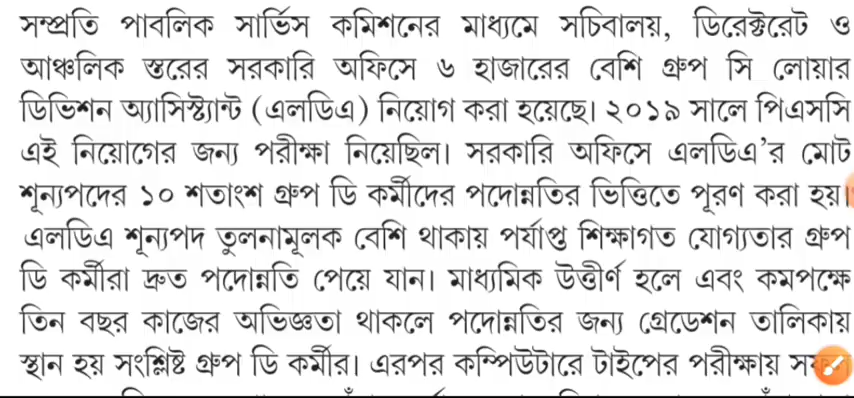 সম্প্রতি পাবলিক সার্ভিস কমিশনের মাধ্যমে সচিবালয়, ডিরেক্টরেট ও
আঞ্চলিক স্তরের সরকারি অফিসে ৬ হাজারের বেশি গ্রুপ সি লোয়ার
ডিভিশন অ্যাসিস্ট্যান্ট (এলডিএ) নিয়োগ করা হয়েছে। ২০১৯ সালে পিএসসি
এই নিয়োগের জন্য পরীক্ষা নিয়েছিল। সরকারি অফিসে এলডিএ’র মোট
শূন্যপদের ১০ শতাংশ গ্রুপ ডি কর্মীদের পদোন্নতির ভিত্তিতে পূরণ করা হয়।
এলডিএ শূন্যপদ তুলনামূলক বেশি থাকায় পর্যাপ্ত শিক্ষাগত যোগ্যতার গ্রুপ
ডি কর্মীরা দ্রুত পদোন্নতি পেয়ে যান। মাধ্যমিক উত্তীর্ণ হলে এবং কমপক্ষে
তিন বছর কাজের অভিজ্ঞতা থাকলে পদোন্নতির জন্য গ্রেডেশন তালিকায়
স্থান হয় সংশ্লিষ্ট গ্রুপ ডি কর্মীর। এরপর কম্পিউটারে টাইপের পরীক্ষায়